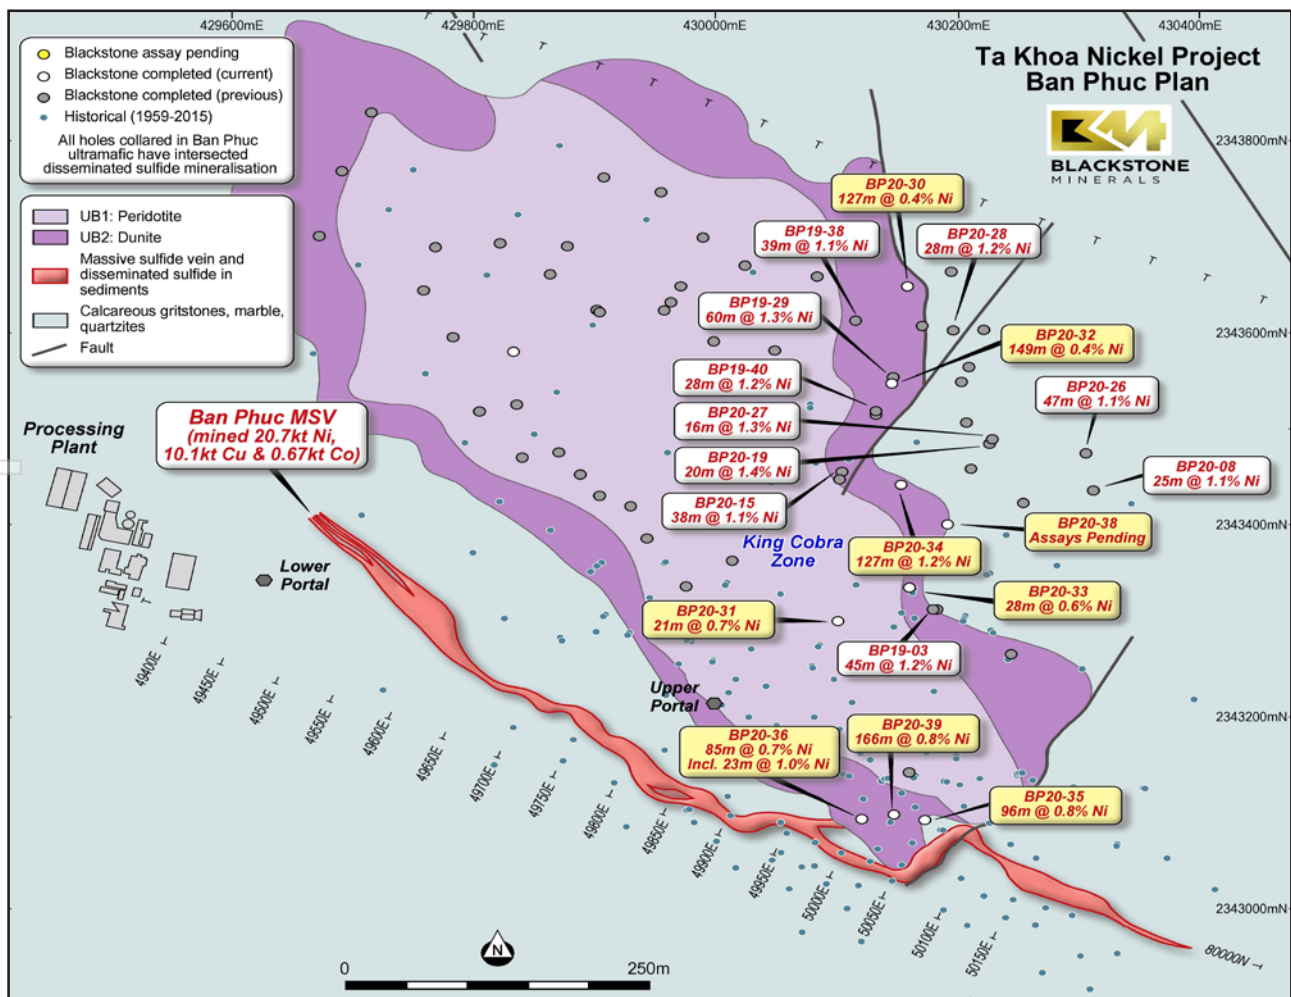 429600mE
429800mE
430000mE
430200mE
430400mE
Blackstone assay pending
Blackstone completed (current)
Blackstone completed (previous)
Historical (1959-2015)
All holes collared in Ban Phuc
ultramafic have intersected
disseminated sulfide mineralisation
UB1: Peridotite
UB2: Dunite
Massive sulfide vein and
disseminated sulfide in
sediments
Calcareous gritstones, marble,
quartzites
Fault
Ta Khoa Nickel Project
Ban Phuc Plan
BLACKSTONE
MINERALS
2343800mN
2343600mN
2343400mN
2343200mN
2343000mN
BP20-30
127m @ 0.4% Ni
BP19-38
39m @ 1.1% Ni
BP20-28
28m @ 1.2% Ni
BP19-29
60m @ 1.3% Ni
BP20-32
149m @ 0.4% Ni
BP19-40
28m @ 1.2% Ni
BP20-26
47m @ 1.1% Ni
BP20-27
16m @ 1.3% Ni
BP20-19
20m @ 1.4% Ni
BP20-08
25m @ 1.1% Ni
BP20-15
38m @ 1.1% Ni
BP20-38
Assays Pending
King Cobra
Zone
BP20-34
127m @ 1.2% Ni
BP20-33
28m @ 0.6% Ni
BP20-31
21m @ 0.7% Ni
BP19-03
45m @ 1.2% Ni
Ban Phuc MSV
(mined 20.7kt Ni,
10.1kt Cu & 0.67kt Co)
Processing
Plant
Lower
Portal
Upper
Portal
BP20-36
85m @ 0.7% Ni
Incl. 23m @ 1.0% Ni
BP20-39
166m @ 0.8% Ni
BP20-35
96m @ 0.8% Ni
49400E
49450E
49500E
49550E
49600E
49650E
49700E
49750E
49800E
49850E
49900E
49950E
50000E
50050E
50100E
50150E
80000N
N
0
250m